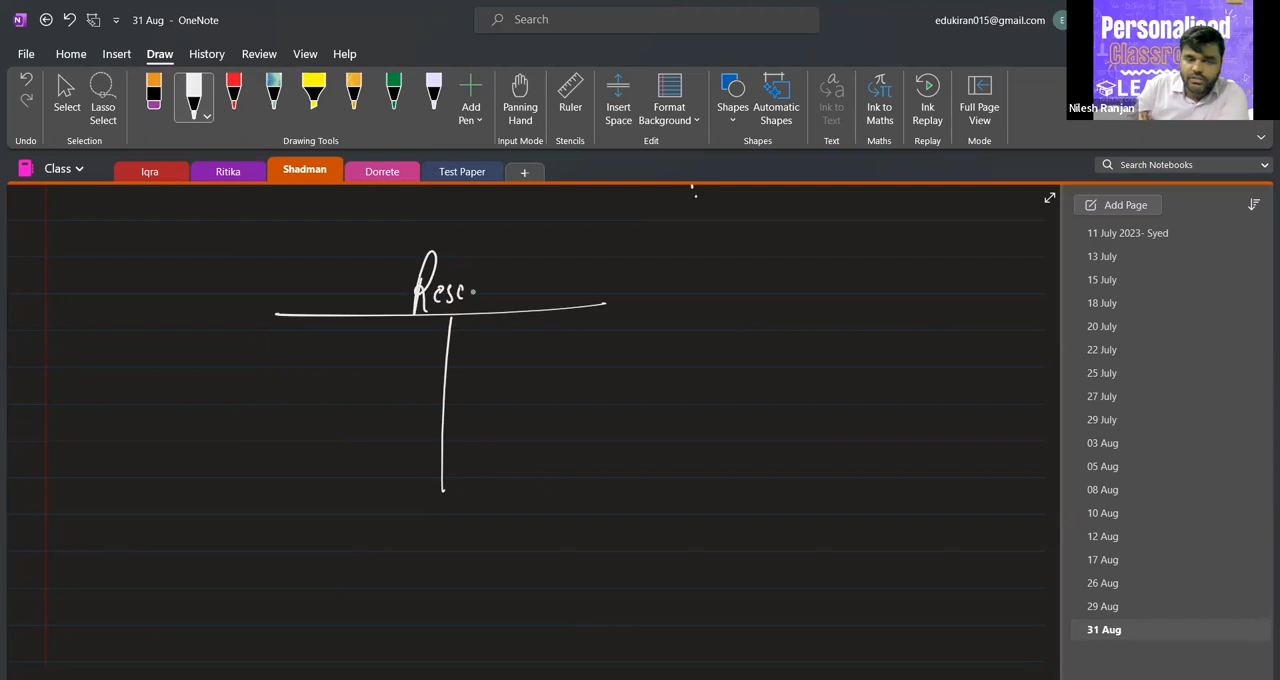 31 Aug - OneNote
Search
edukiran015@gmail.com
E
File Home Insert Draw History Review View Help
Undo
Select
Lasso Select
Selection
Drawing Tools
Add Pen
Panning Hand
Input Mode
Ruler
Stencils
Insert Space
Format Background
Edit
Shapes
Automatic Shapes
Shapes
Ink to Text
Text
Ink to Maths
Maths
Ink Replay
Replay
Full Page View
Mode
Personalised
Classroom
LEA
Nilesh Ranjan
Class
Iqra
Ritika
Shadman
Dorrete
Test Paper
+
Search Notebooks
Add Page
11 July 2023- Syed
13 July
15 July
18 July
20 July
22 July
25 July
27 July
29 July
03 Aug
05 Aug
08 Aug
10 Aug
12 Aug
17 Aug
26 Aug
29 Aug
31 Aug
Resc